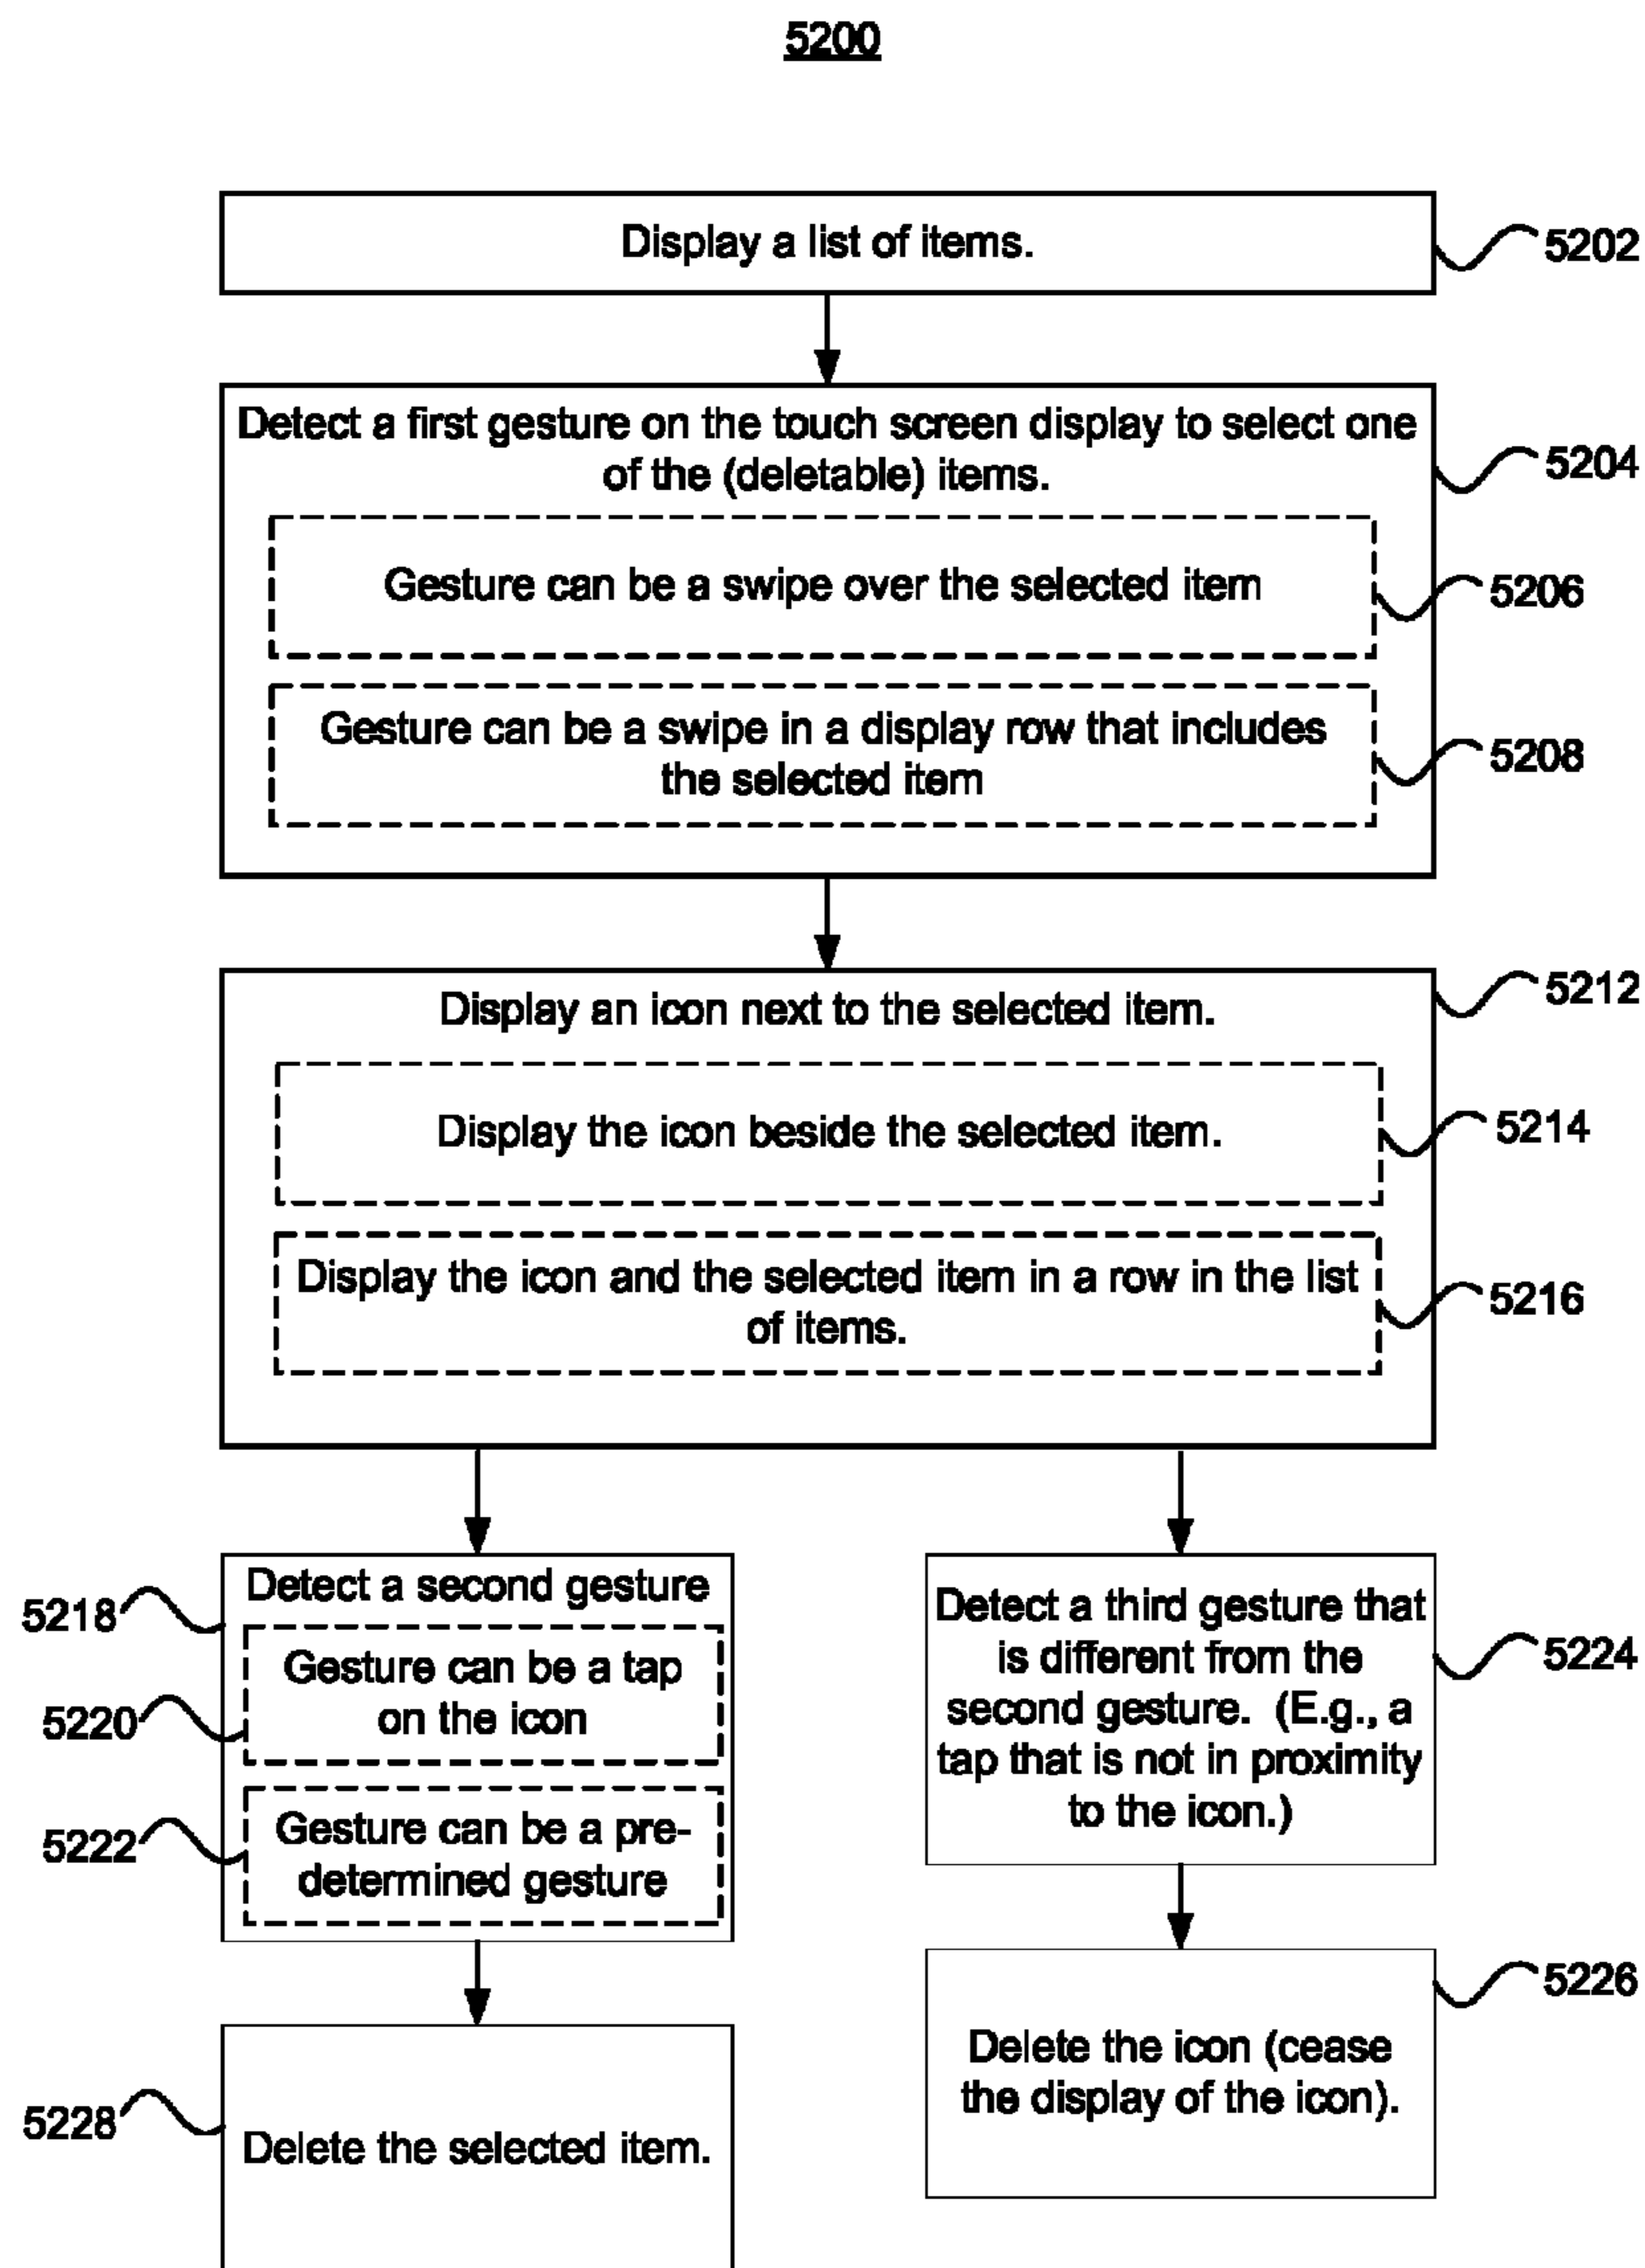 5200
Display a list of items.
5202
Detect a first gesture on the touch screen display to select one
of the (deletable) items.
5204
Gesture can be a swipe over the selected item
5206
Gesture can be a swipe in a display row that includes
the selected item
5208
Display an icon next to the selected item.
5212
Display the icon beside the selected item.
5214
Display the icon and the selected item in a row in the list
of items.
5216
5218
Detect a second gesture
5220
Gesture can be a tap
on the icon
5222
Gesture can be a pre-
determined gesture
Detect a third gesture that
is different from the
second gesture. (E.g., a
tap that is not in proximity
to the icon.)
5224
5228
Delete the selected item.
Delete the icon (cease
the display of the icon).
5226